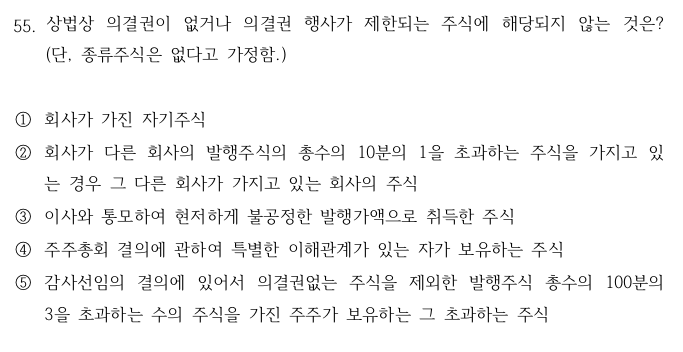 55. 상법상 의결권이 없거나 의결권 행사가 제한되는 주식에 해당되지 않는 것은?
(단, 종류주식은 없다고 가정함.)
① 회사가 가진 자기주식
② 회사가 다른 회사의 발행주식의 총수의 10분의 1을 초과하는 주식을 가지고 있
는 경우 그 다른 회사가 가지고 있는 회사의 주식
③ 이사와 통모하여 현저하게 불공정한 발행가액으로 취득한 주식
④ 주주총회 결의에 관하여 특별한 이해관계가 있는 자가 보유하는 주식
⑤ 감사선임의 결의에 있어서 의결권없는 주식을 제외한 발행주식 총수의 100분의
3을 초과하는 수의 주식을 가진 주주가 보유하는 그 초과하는 주식